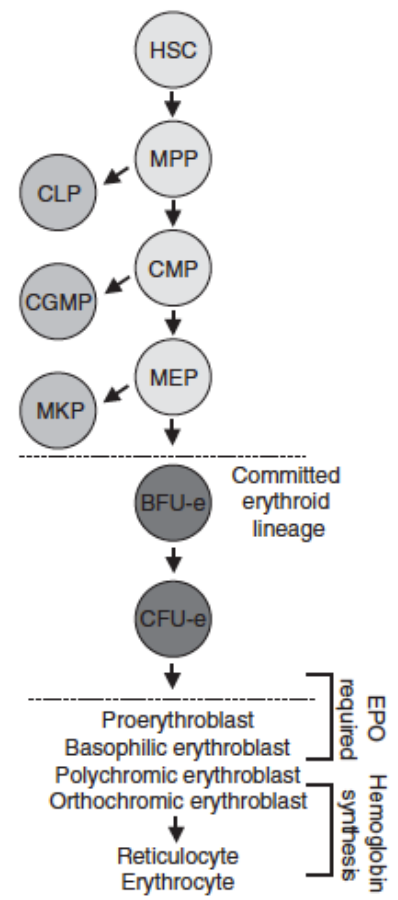 HSC
MPP
CLP
CMP
CGMP
MEP
MKP
BFU-e
Committed
erythroid
lineage
CFU-e
Proerythroblast
Basophilic erythroblast
Polychromic erythroblast
Orthochromic erythroblast
Reticulocyte
Erythrocyte
EPO
required
Hemoglobin
synthesis